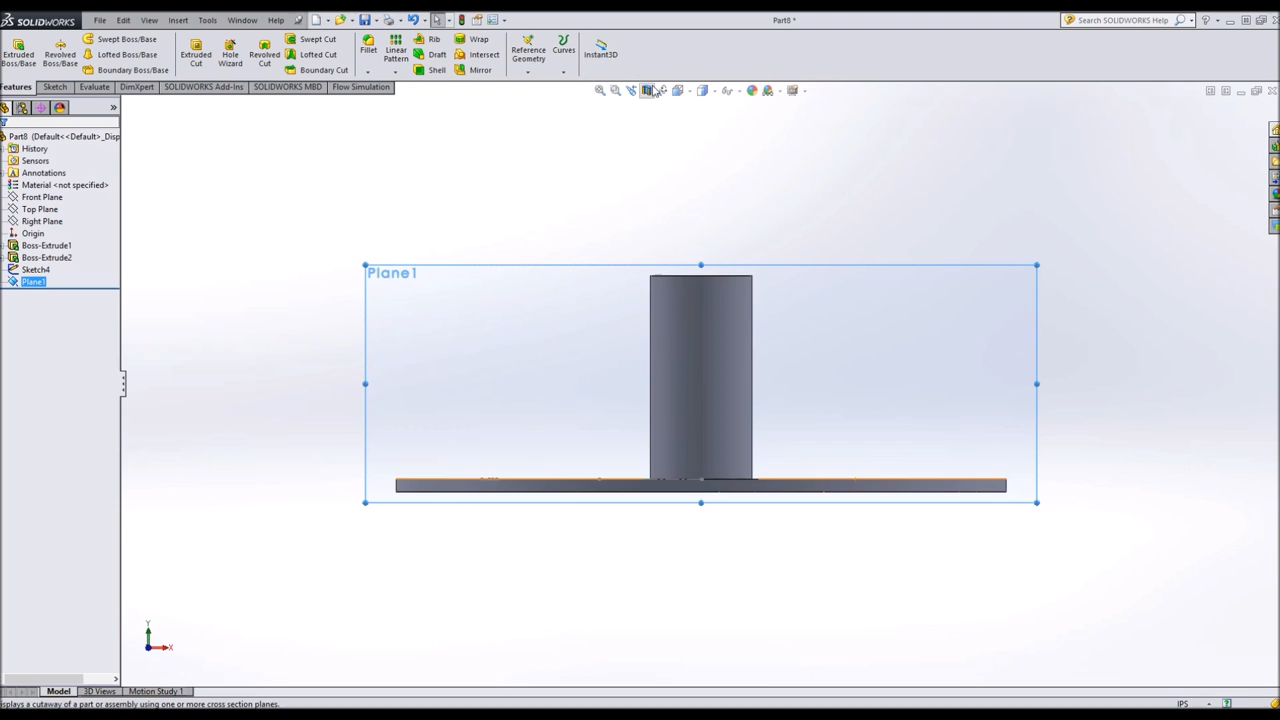 SOLIDWORKS File Edit View Insert Tools Window Help Part8 * Search SOLIDWORKS Help
Extruded Boss/Base
Revolved Boss/Base
Swept Boss/Base
Lofted Boss/Base
Boundary Boss/Base
Extruded Cut
Hole Wizard
Revolved Cut
Swept Cut
Lofted Cut
Boundary Cut
Fillet
Linear Pattern
Rib
Draft
Shell
Wrap
Intersect
Mirror
Reference Geometry
Curves
Instant3D
Features Sketch Evaluate DimXpert SOLIDWORKS Add-Ins SOLIDWORKS MBD Flow Simulation
Part8 (Default<<Default>_Disp
History
Sensors
Annotations
Material <not specified>
Front Plane
Top Plane
Right Plane
Origin
Boss-Extrude1
Boss-Extrude2
Sketch4
Plane1
Plane1
Y
X
Model 3D Views Motion Study 1
isplays a cutaway of a part or assembly using one or more cross section planes. IPS